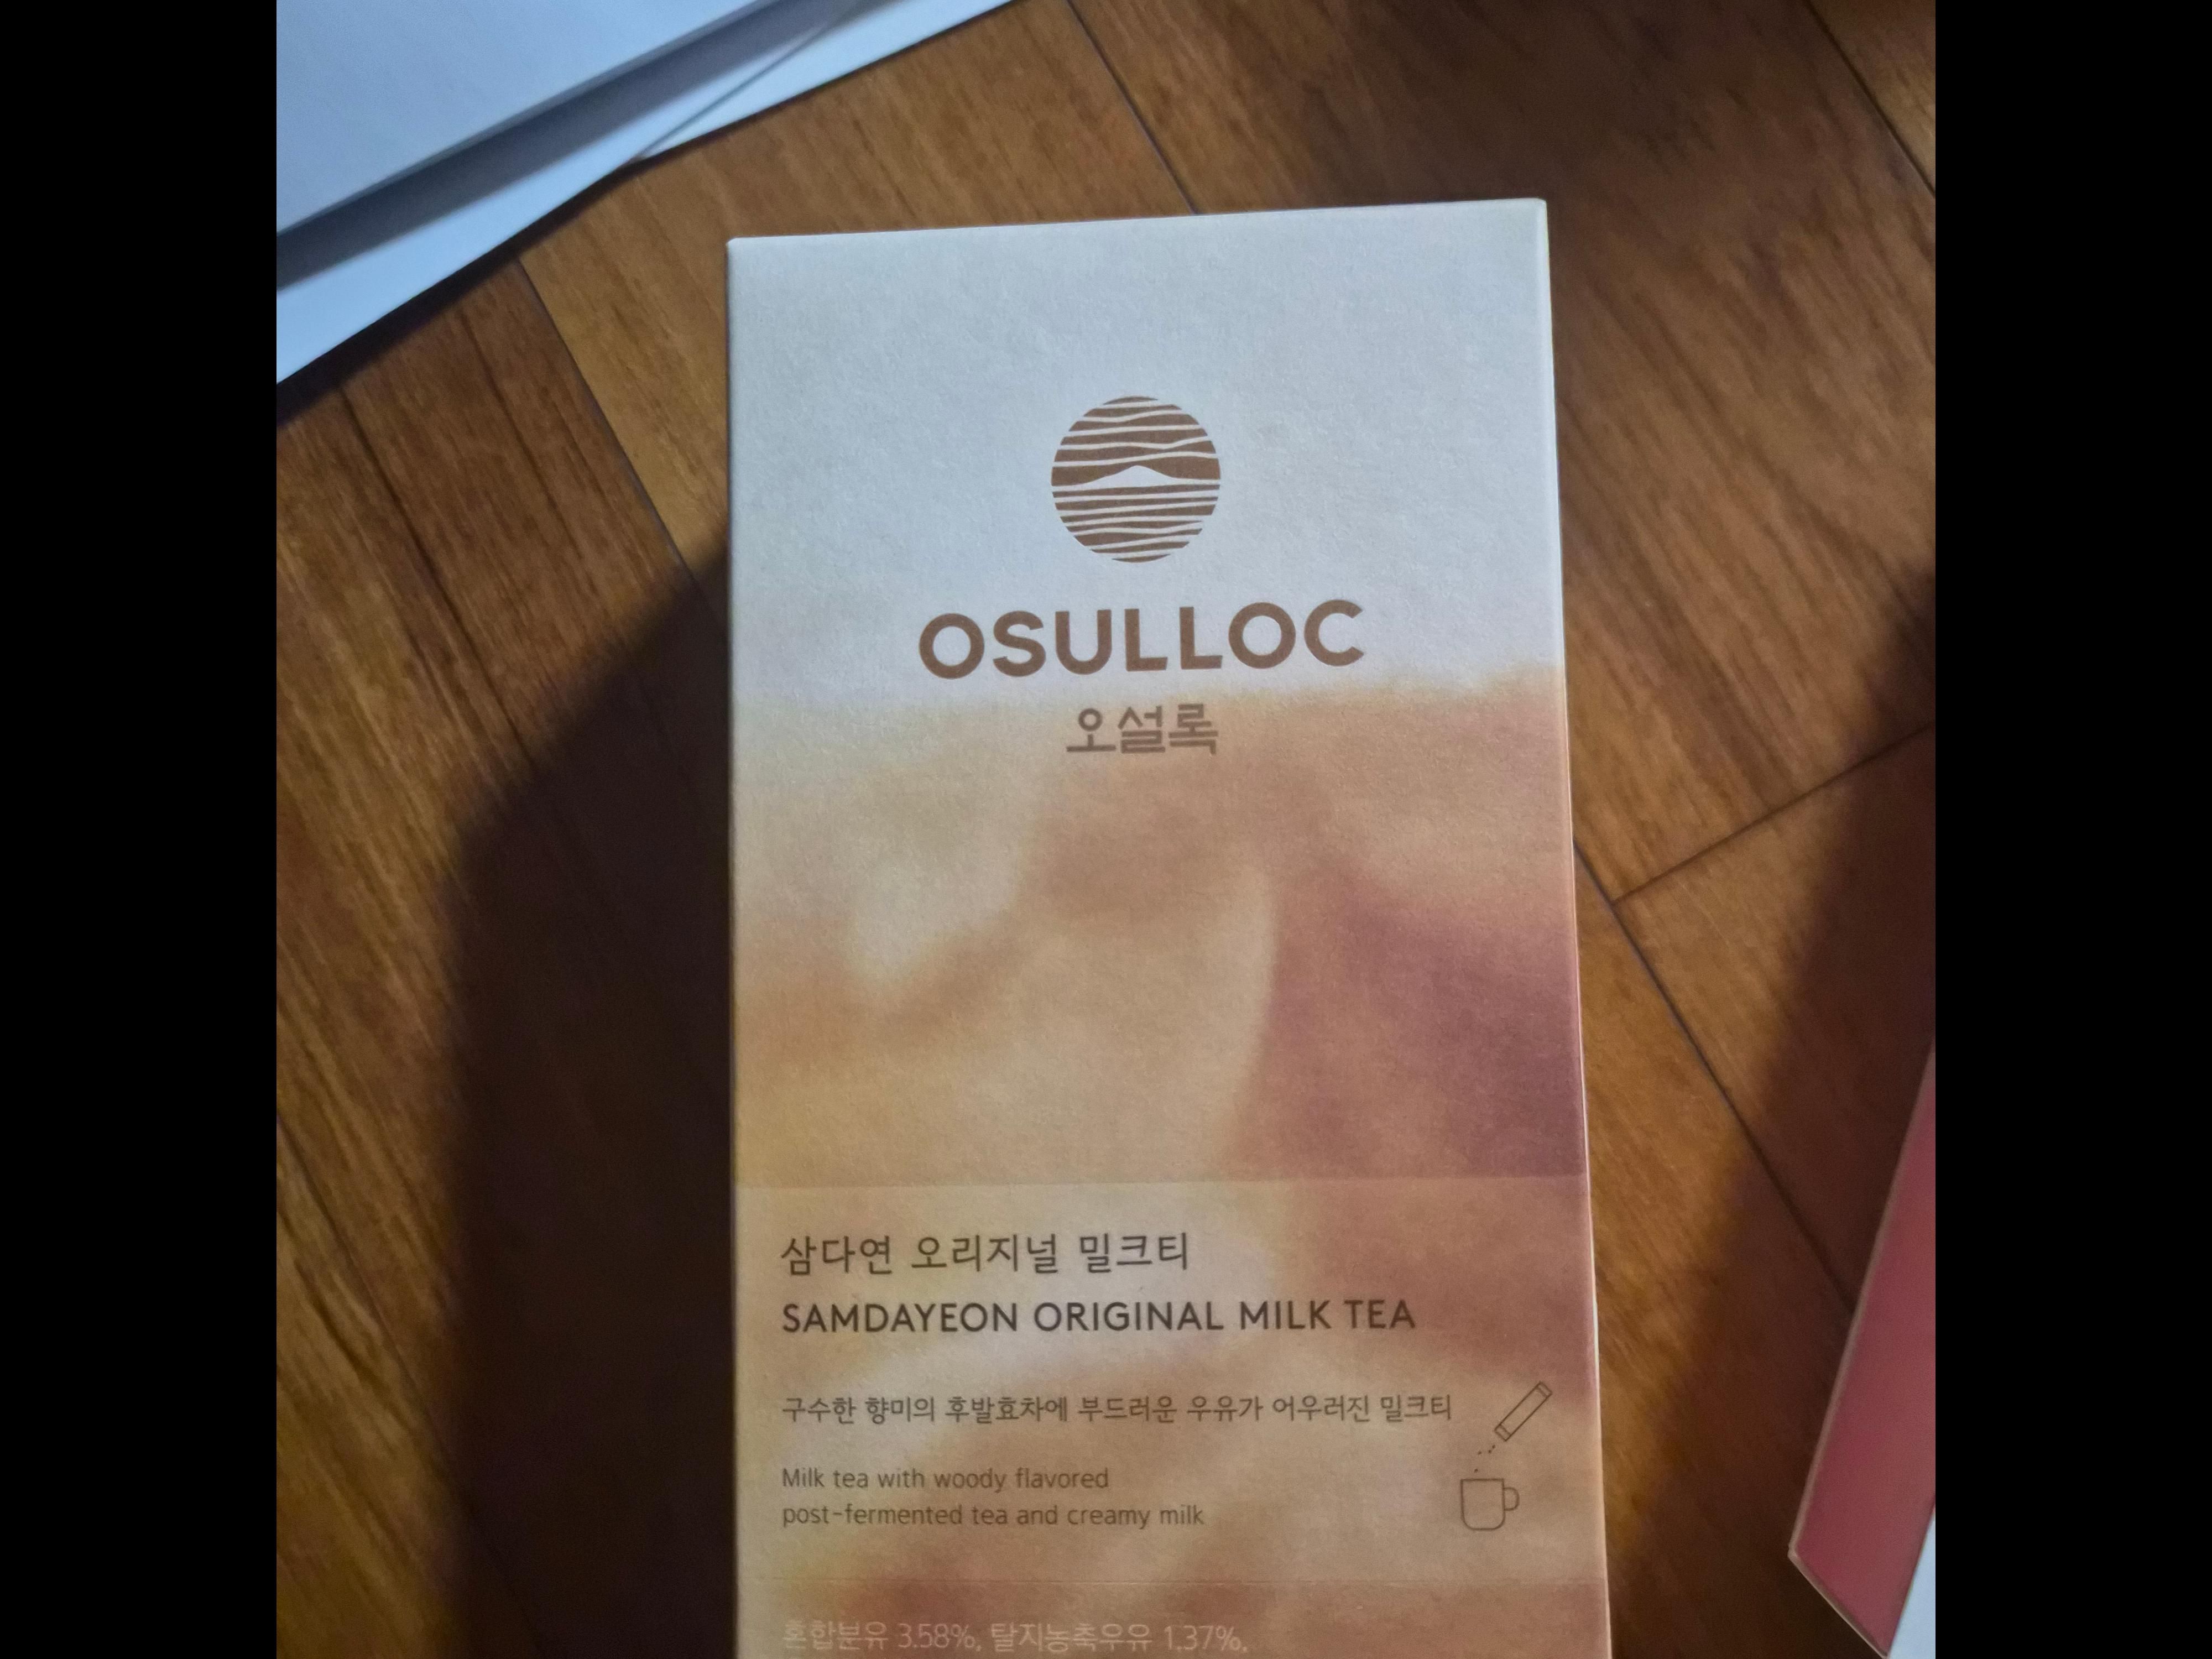 OSULLOC
오설록
삼다연 오리지널 밀크티
SAMDAYEON ORIGINAL MILK TEA
구수한 향미의 후발효차에 부드러운 우유가 어우러진 밀크티
Milk tea with woody flavored
post-fermented tea and creamy milk
혼합분유 3.58%, 탈지농축우유 1.37%,